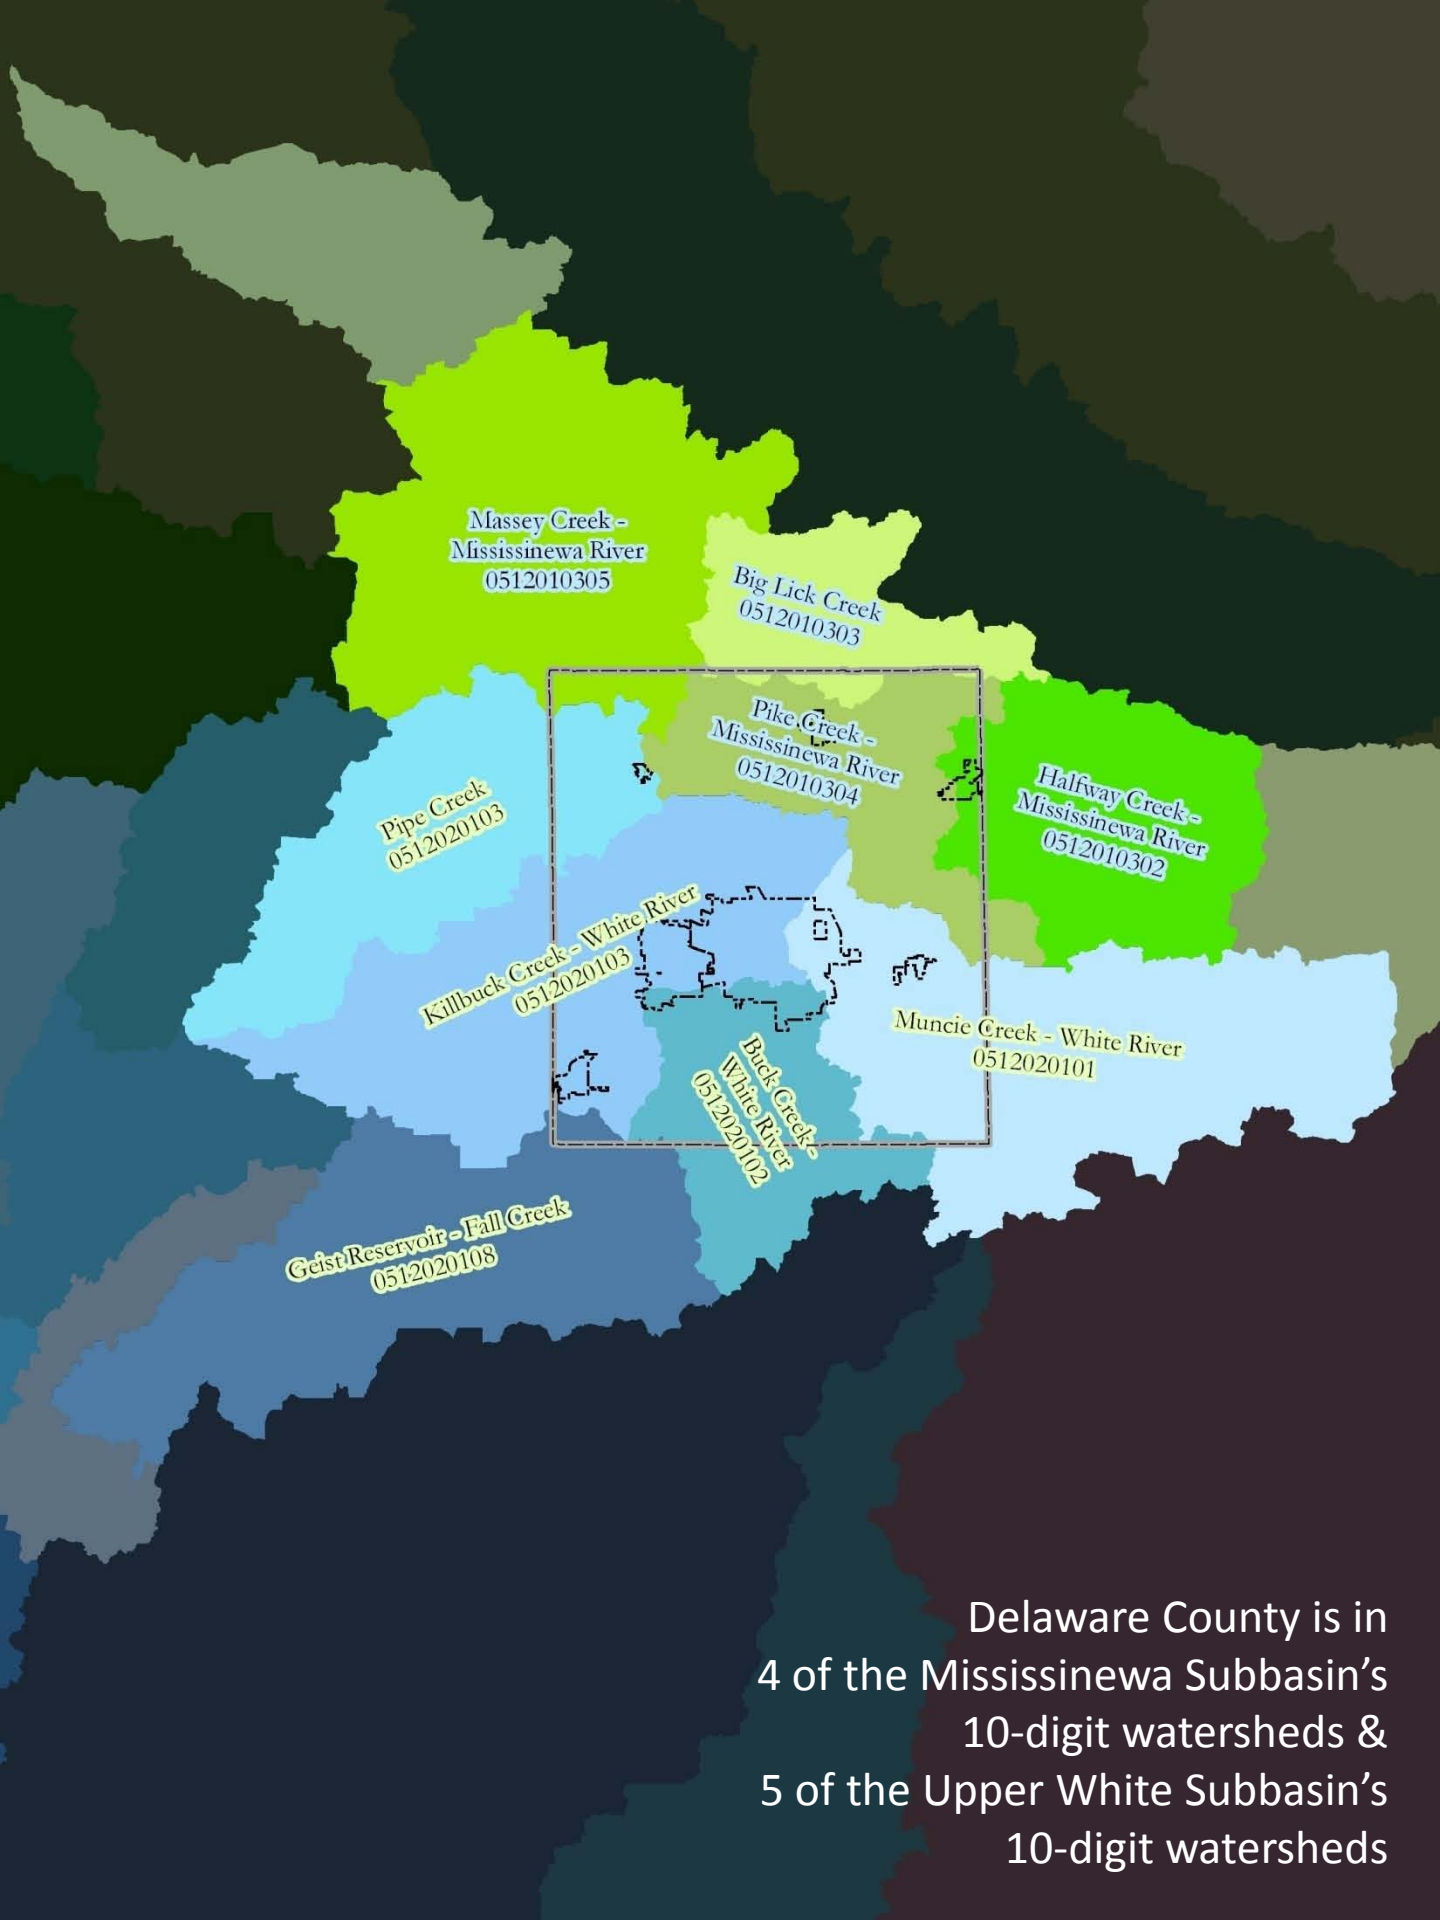 Massey Creek -
Mississinewa River
0512010305
Big Lick Creek
0512010303
Pike Creek -
Mississinewa River
0512010304
Halfway Creek -
Mississinewa River
0512010302
Pipe Creek
0512020103
Killbuck Creek - White River
0512020103
Muncie Creek - White River
0512020101
Buck Creek -
White River
0512020102
Geist Reservoir - Fall Creek
0512020108
Delaware County is in
4 of the Mississinewa Subbasin’s
10-digit watersheds &
5 of the Upper White Subbasin’s
10-digit watersheds